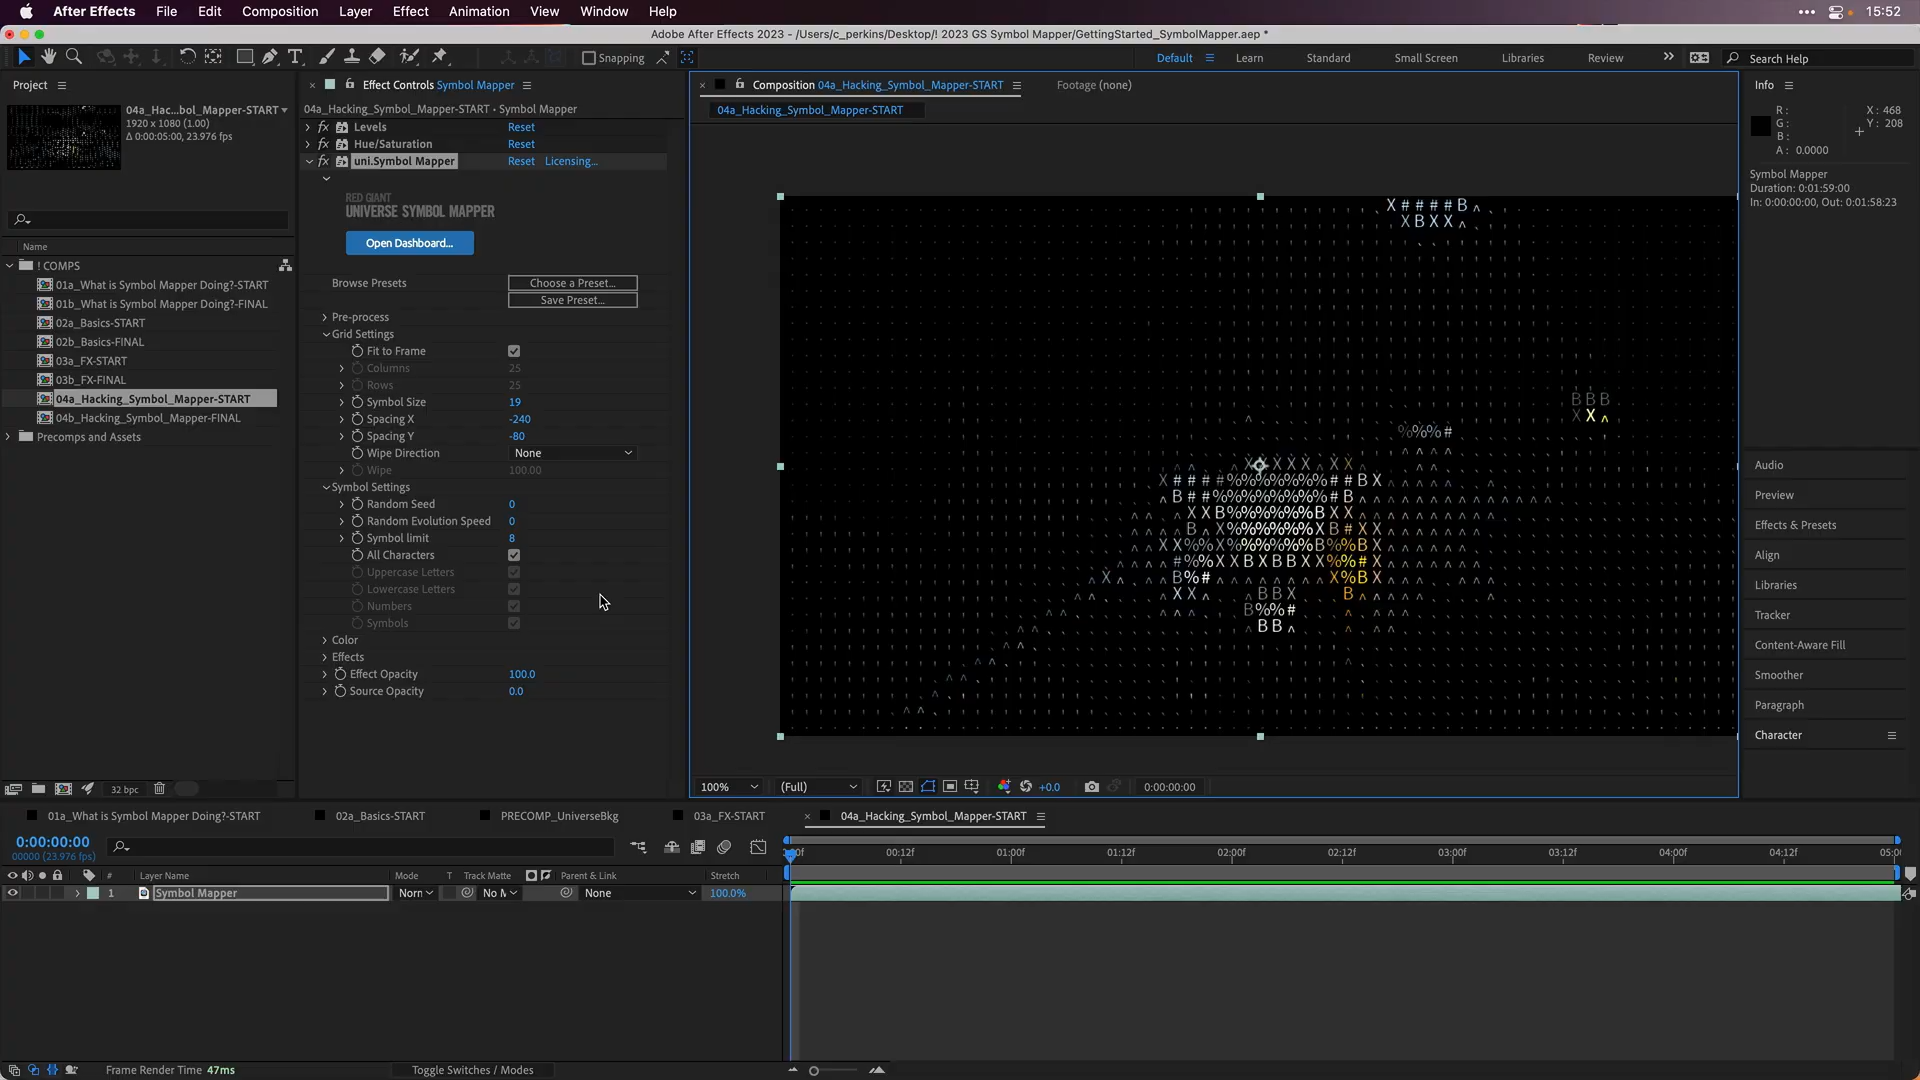 After Effects File Edit Composition Layer Effect Animation View Window Help 15:52
Adobe After Effects 2023 - /Users/c_perkins/Desktop/! 2023 GS Symbol Mapper/GettingStarted_SymbolMapper.aep *
Snapping Default Learn Standard Small Screen Libraries Review Search Help
Project
04a_Hac...bol_Mapper-START
1920 x 1080 (1.00)
Δ 0:00:05:00, 23.976 fps
Name
! COMPS
01a_What is Symbol Mapper Doing?-START
01b_What is Symbol Mapper Doing?-FINAL
02a_Basics-START
02b_Basics-FINAL
03a_FX-START
03b_FX-FINAL
04a_Hacking_Symbol_Mapper-START
04b_Hacking_Symbol_Mapper-FINAL
Precomps and Assets
32 bpc
Effect Controls Symbol Mapper
04a_Hacking_Symbol_Mapper-START • Symbol Mapper
fx Levels Reset
fx Hue/Saturation Reset
fx uni.Symbol Mapper Reset Licensing...
RED GIANT
UNIVERSE SYMBOL MAPPER
Open Dashboard...
Browse Presets Choose a Preset...
Save Preset...
Pre-process
Grid Settings
Fit to Frame
Columns 25
Rows 25
Symbol Size 19
Spacing X -240
Spacing Y -80
Wipe Direction None
Wipe 100.00
Symbol Settings
Random Seed 0
Random Evolution Speed 0
Symbol limit 8
All Characters
Uppercase Letters
Lowercase Letters
Numbers
Symbols
Color
Effects
Effect Opacity 100.0
Source Opacity 0.0
Composition 04a_Hacking_Symbol_Mapper-START Footage (none)
04a_Hacking_Symbol_Mapper-START
X####B^
XBXX^
BBB
XX^
%%%#
100% (Full) +0.0 0:00:00:00
Info
R: X: 468
G: Y: 208
B:
A: 0.0000
Symbol Mapper
Duration: 0:01:59:00
In: 0:00:00:00, Out: 0:01:58:23
Audio
Preview
Effects & Presets
Align
Libraries
Tracker
Content-Aware Fill
Smoother
Paragraph
Character
01a_What is Symbol Mapper Doing?-START 02a_Basics-START PRECOMP_UniverseBkg 03a_FX-START 04a_Hacking_Symbol_Mapper-START
0:00:00:00
00000 (23.976 fps)
00:12f 01:00f 01:12f 02:00f 02:12f 03:00f 03:12f 04:00f 04:12f
# Layer Name Mode T Track Matte Parent & Link Stretch
1 Symbol Mapper Norn No M None 100.0%
Frame Render Time 47ms Toggle Switches / Modes